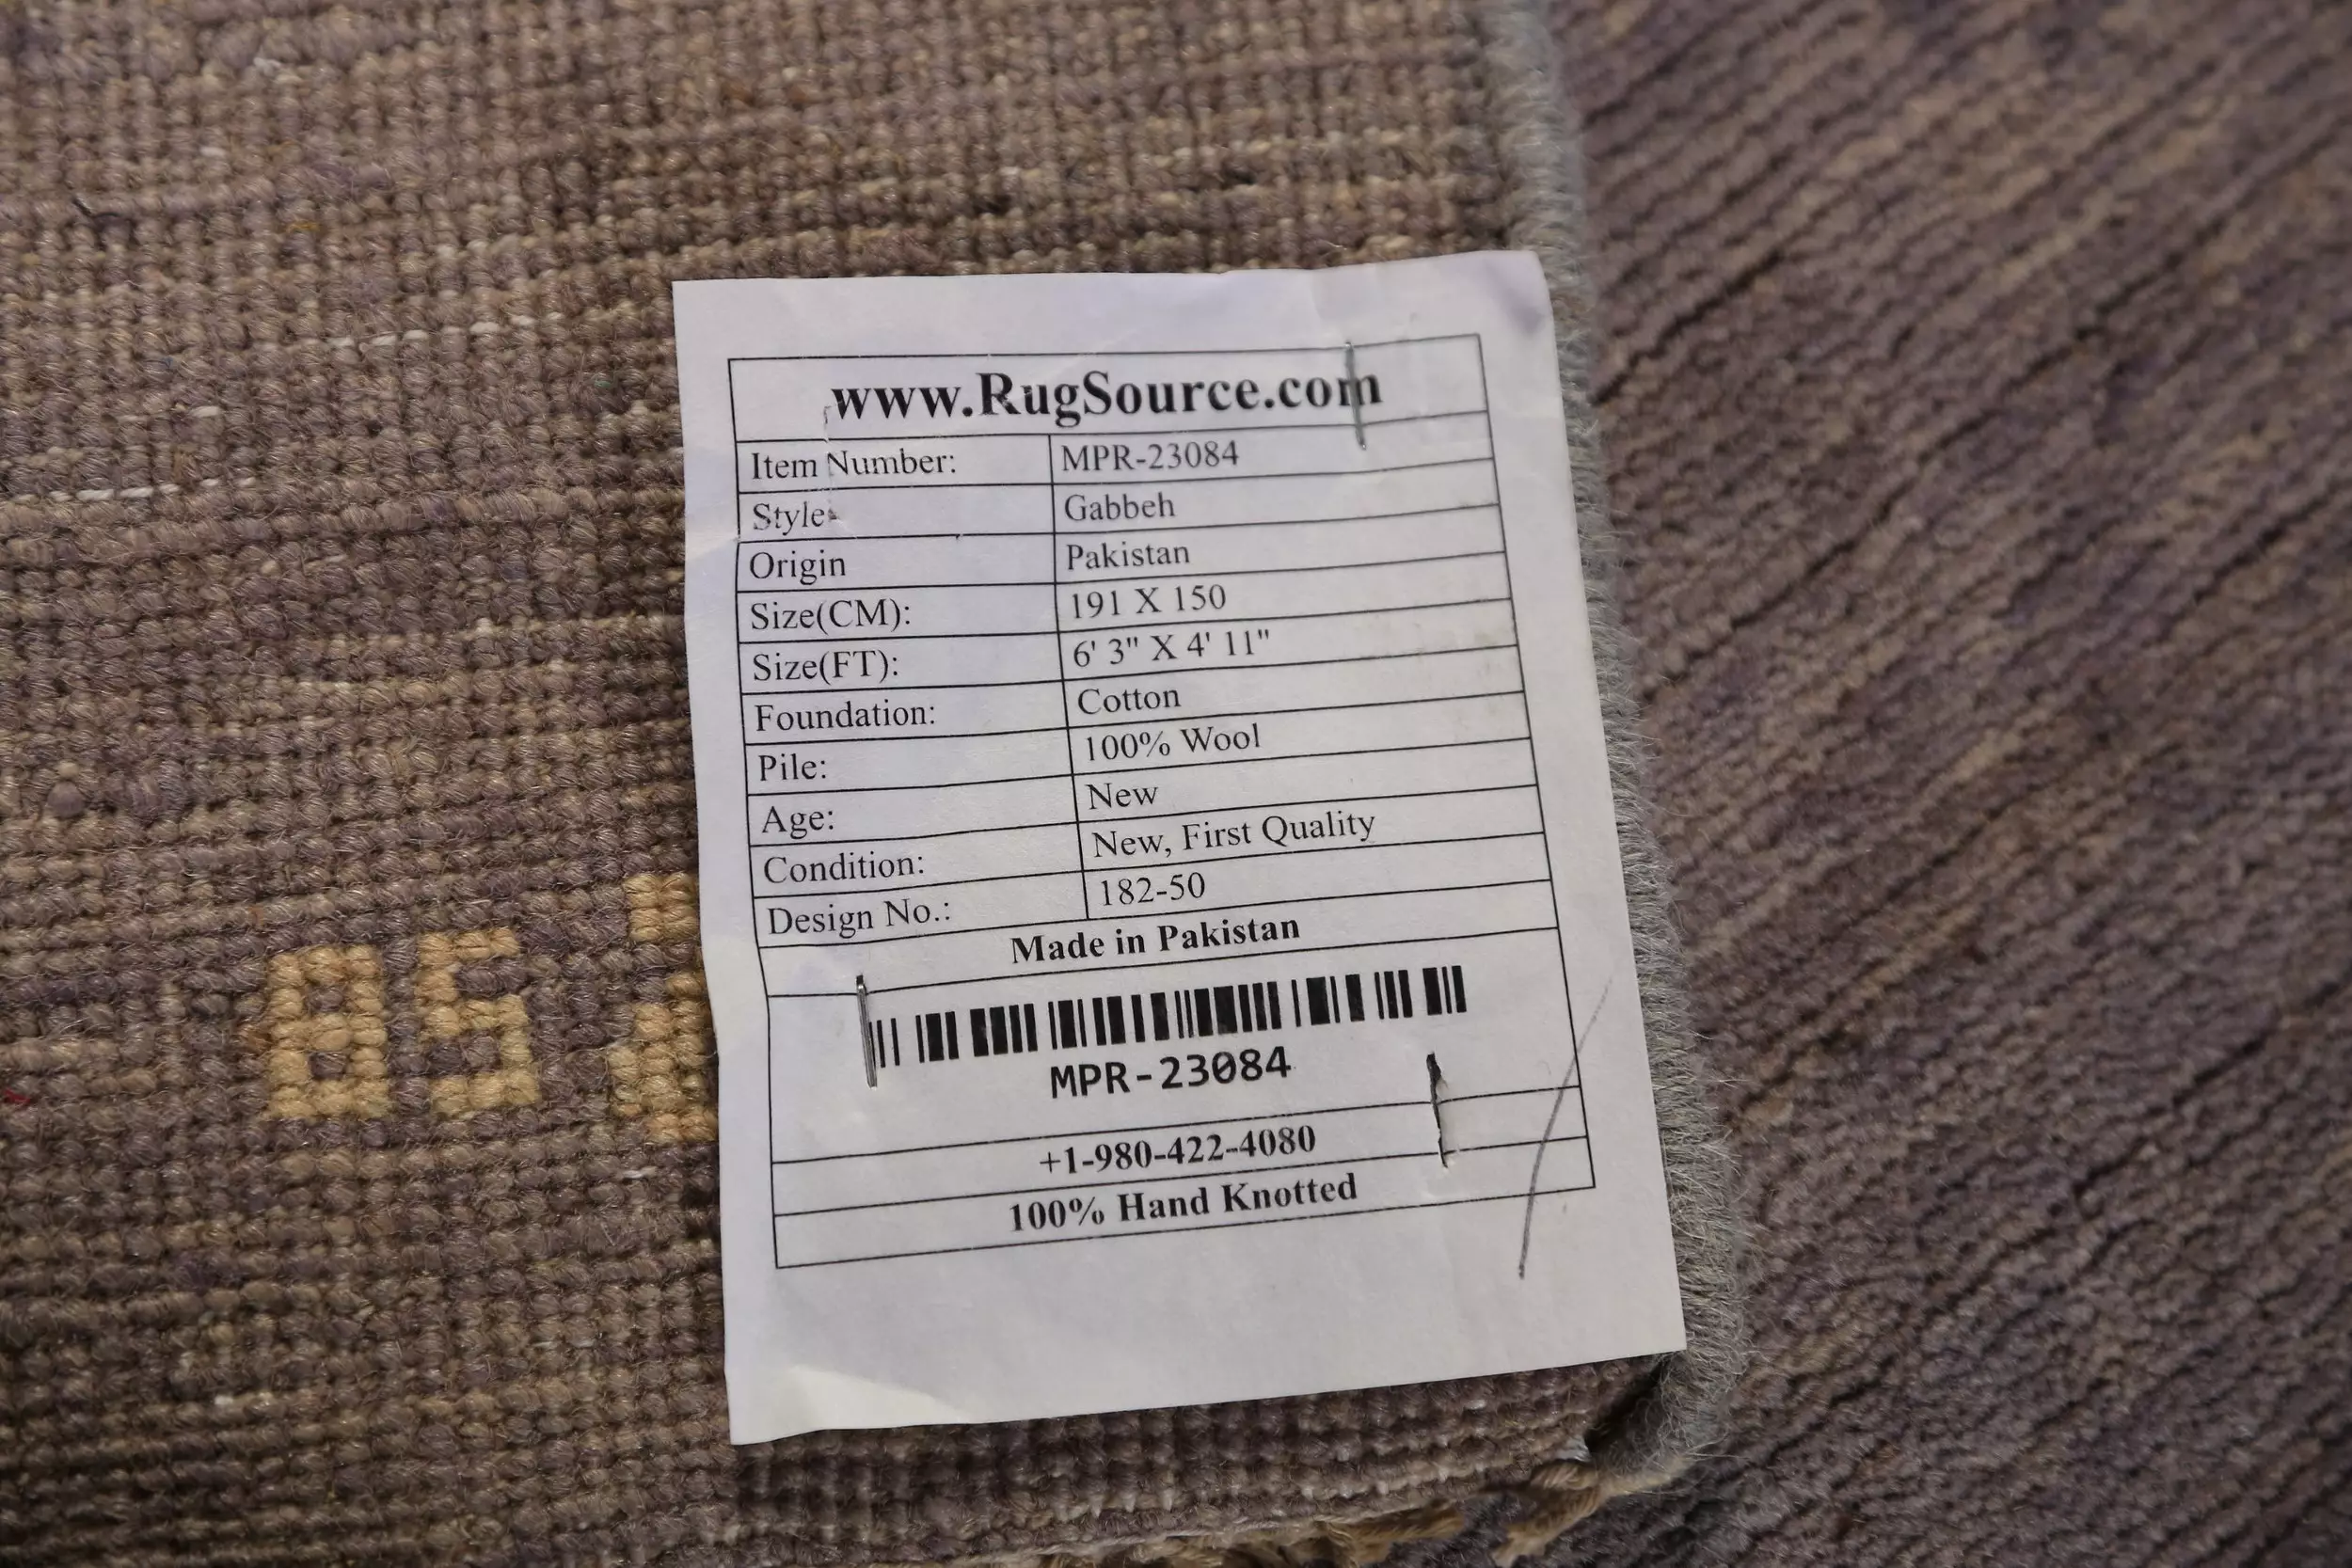 www.RugSource.com
Item Number: MPR-23084
Style: Gabbeh
Origin Pakistan
Size(CM): 191 X 150
Size(FT): 6' 3" X 4' 11"
Foundation: Cotton
Pile: 100% Wool
Age: New
Condition: New, First Quality
Design No.: 182-50
Made in Pakistan
MPR-23084
+1-980-422-4080
100% Hand Knotted